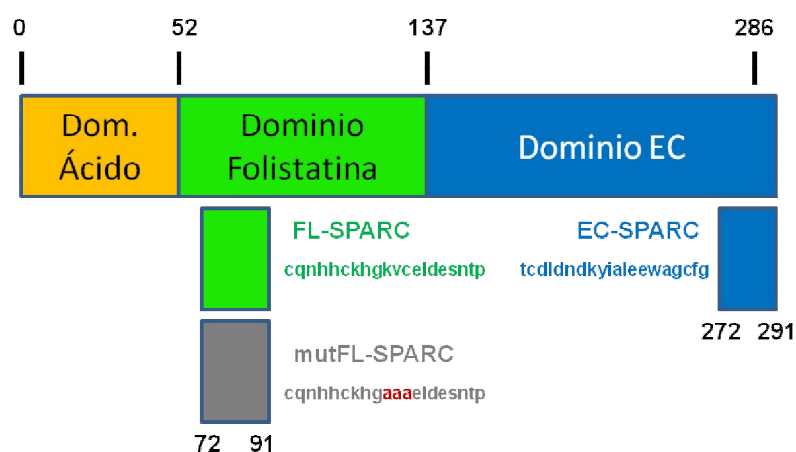 0 52 137 286
Dom. Ácido
Dominio Folistatina
Dominio EC
FL-SPARC
cqnhhckhgkvceldesntp
EC-SPARC
tcdldndkyialeewagcfg
272 291
mutFL-SPARC
cqnhhckhgaaaeldesntp
72 91